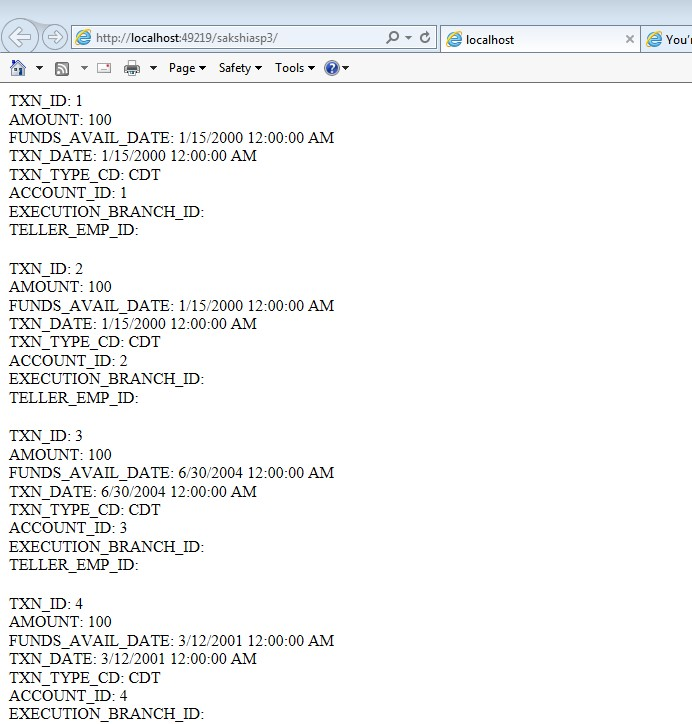 http://localhost:49219/sakshiasp3/
localhost
You'r
Page
Safety
Tools
TXN_ID: 1
AMOUNT: 100
FUNDS_AVAIL_DATE: 1/15/2000 12:00:00 AM
TXN_DATE: 1/15/2000 12:00:00 AM
TXN_TYPE_CD: CDT
ACCOUNT_ID: 1
EXECUTION_BRANCH_ID:
TELLER_EMP_ID:
TXN_ID: 2
AMOUNT: 100
FUNDS_AVAIL_DATE: 1/15/2000 12:00:00 AM
TXN_DATE: 1/15/2000 12:00:00 AM
TXN_TYPE_CD: CDT
ACCOUNT_ID: 2
EXECUTION_BRANCH_ID:
TELLER_EMP_ID:
TXN_ID: 3
AMOUNT: 100
FUNDS_AVAIL_DATE: 6/30/2004 12:00:00 AM
TXN_DATE: 6/30/2004 12:00:00 AM
TXN_TYPE_CD: CDT
ACCOUNT_ID: 3
EXECUTION_BRANCH_ID:
TELLER_EMP_ID:
TXN_ID: 4
AMOUNT: 100
FUNDS_AVAIL_DATE: 3/12/2001 12:00:00 AM
TXN_DATE: 3/12/2001 12:00:00 AM
TXN_TYPE_CD: CDT
ACCOUNT_ID: 4
EXECUTION_BRANCH_ID: